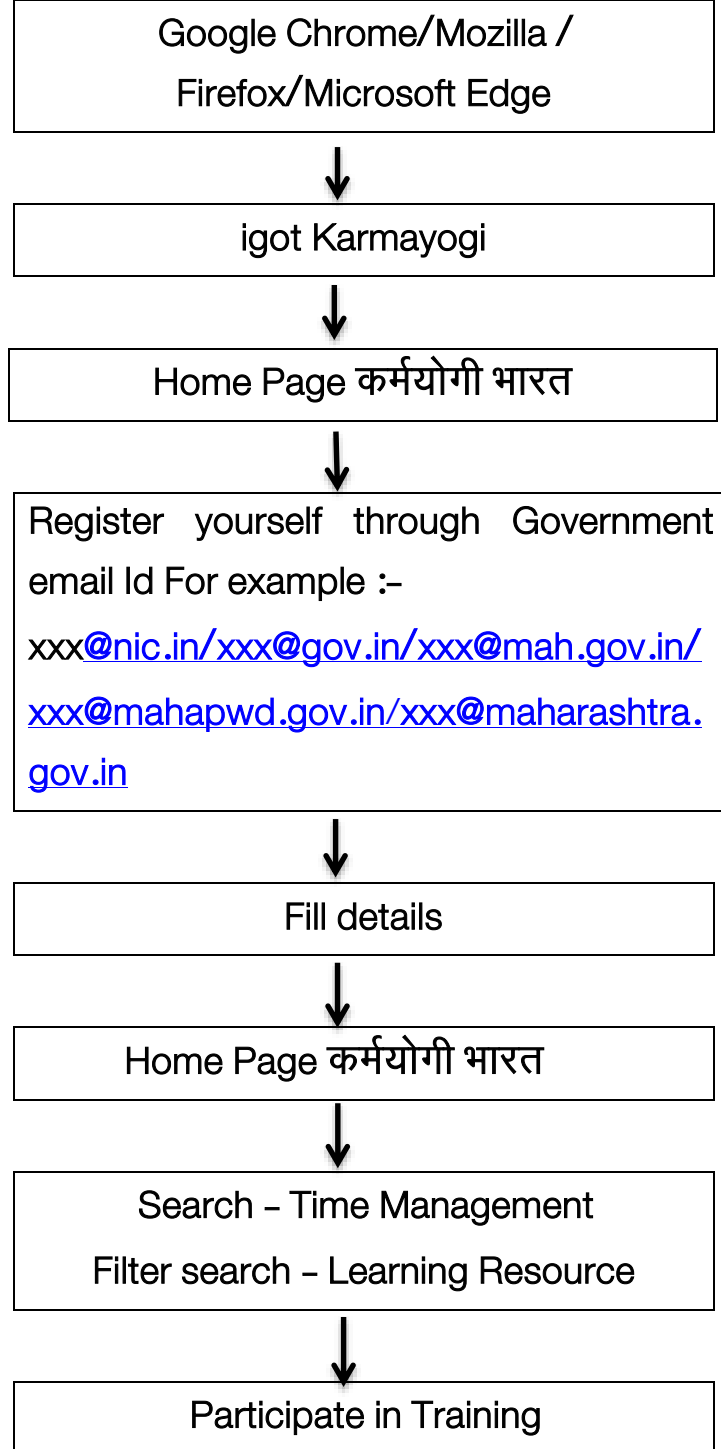 Google Chrome/Mozilla /
Firefox/Microsoft Edge
igot Karmayogi
Home Page कर्मयोगी भारत
Register yourself through Government
email Id For example :-
xxx@nic.in/xxx@gov.in/xxx@mah.gov.in/
xxx@mahapwd.gov.in/xxx@maharashtra.
gov.in
Fill details
Home Page कर्मयोगी भारत
Search – Time Management
Filter search – Learning Resource
Participate in Training